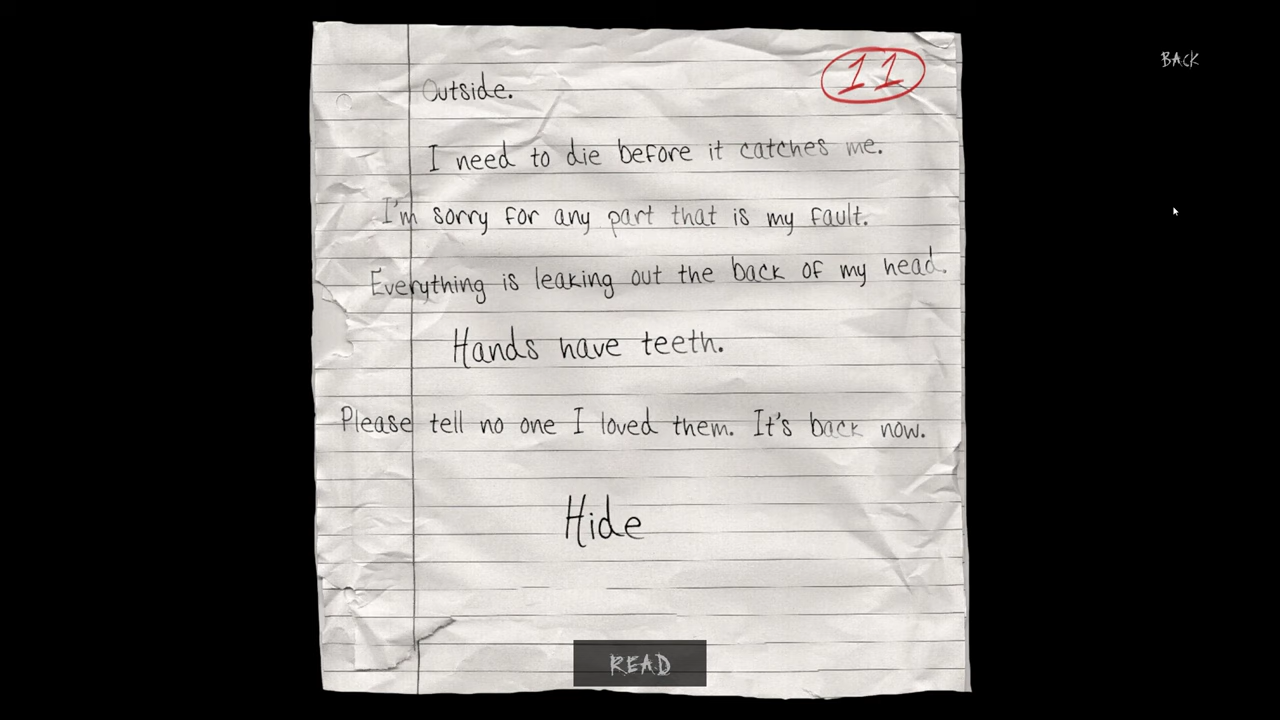 11
BACK
Outside.
I need to die before it catches me.
I'm sorry for any part that is my fault.
Everything is leaking out the back of my head.
Hands have teeth.
Please tell no one I loved them. It's back now.
Hide
READ